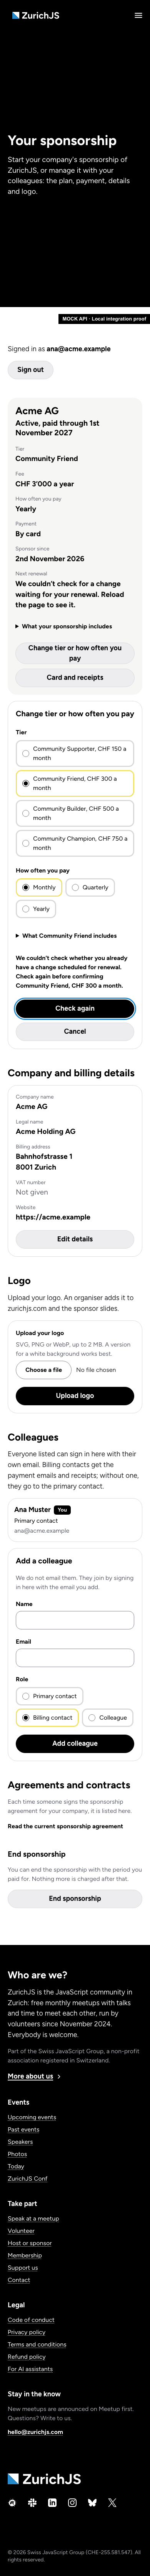 ZurichJS
Your sponsorship
Start your company's sponsorship of
ZurichJS, or manage it with your
colleagues: the plan, payment, details
and logo.
MOCK API · Local integration proof
Signed in as ana@acme.example
Sign out
Acme AG
Active, paid through 1st
November 2027
Tier
Community Friend
Fee
CHF 3'000 a year
How often you pay
Yearly
Payment
By card
Sponsor since
2nd November 2026
Next renewal
We couldn't check for a change
waiting for your renewal. Reload
the page to see it.
What your sponsorship includes
Change tier or how often you
pay
Card and receipts
Change tier or how often you pay
Tier
Community Supporter, CHF 150 a
month
Community Friend, CHF 300 a
month
Community Builder, CHF 500 a
month
Community Champion, CHF 750 a
month
How often you pay
Monthly
Quarterly
Yearly
What Community Friend includes
We couldn't check whether you already
have a change scheduled for renewal.
Check again before confirming
Community Friend, CHF 300 a month.
Check again
Cancel
Company and billing details
Company name
Acme AG
Legal name
Acme Holding AG
Billing address
Bahnhofstrasse 1
8001 Zurich
VAT number
Not given
Website
https://acme.example
Edit details
Logo
Upload your logo. An organiser adds it to
zurichjs.com and the sponsor slides.
Upload your logo
SVG, PNG or WebP, up to 2 MB. A version
for a white background works best.
Choose a file
No file chosen
Upload logo
Colleagues
Everyone listed can sign in here with their
own email. Billing contacts get the
payment emails and receipts; without one,
they go to the primary contact.
Ana Muster You
Primary contact
ana@acme.example
Add a colleague
We do not email them. They join by signing
in here with the email you add.
Name
Email
Role
Primary contact
Billing contact
Colleague
Add colleague
Agreements and contracts
Each time someone signs the sponsorship
agreement for your company, it is listed here.
Read the current sponsorship agreement
End sponsorship
You can end the sponsorship with the period you
paid for. Nothing more is charged after that.
End sponsorship
Who are we?
ZurichJS is the JavaScript community in
Zurich: free monthly meetups with talks
and time to meet each other, run by
volunteers since November 2024.
Everybody is welcome.
Part of the Swiss JavaScript Group, a non-profit
association registered in Switzerland.
More about us
Events
Upcoming events
Past events
Speakers
Photos
Today
ZurichJS Conf
Take part
Speak at a meetup
Volunteer
Host or sponsor
Membership
Support us
Contact
Legal
Code of conduct
Privacy policy
Terms and conditions
Refund policy
For AI assistants
Stay in the know
New meetups are announced on Meetup first.
Questions? Write to us.
hello@zurichjs.com
ZurichJS
© 2026 Swiss JavaScript Group (CHE-255.581.547). All
rights reserved.